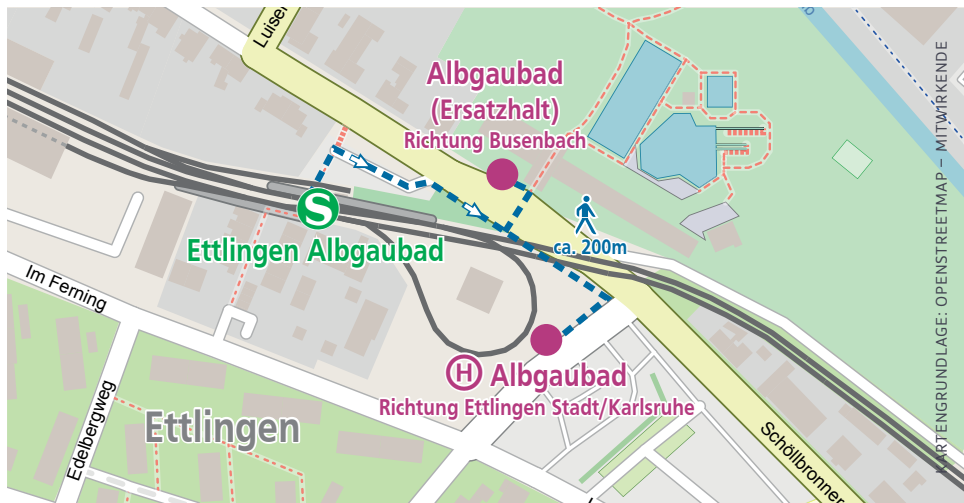 Luisen
Albgaubad
(Ersatzhalt)
Richtung Busenbach
S
Ettlingen Albgaubad
ca. 200m
Im Ferning
H Albgaubad
Richtung Ettlingen Stadt/Karlsruhe
Ettlingen
Edelbergweg
Schöllbronner
KARTENGRUNDLAGE: OPENSTREETMAP – MITWIRKENDE